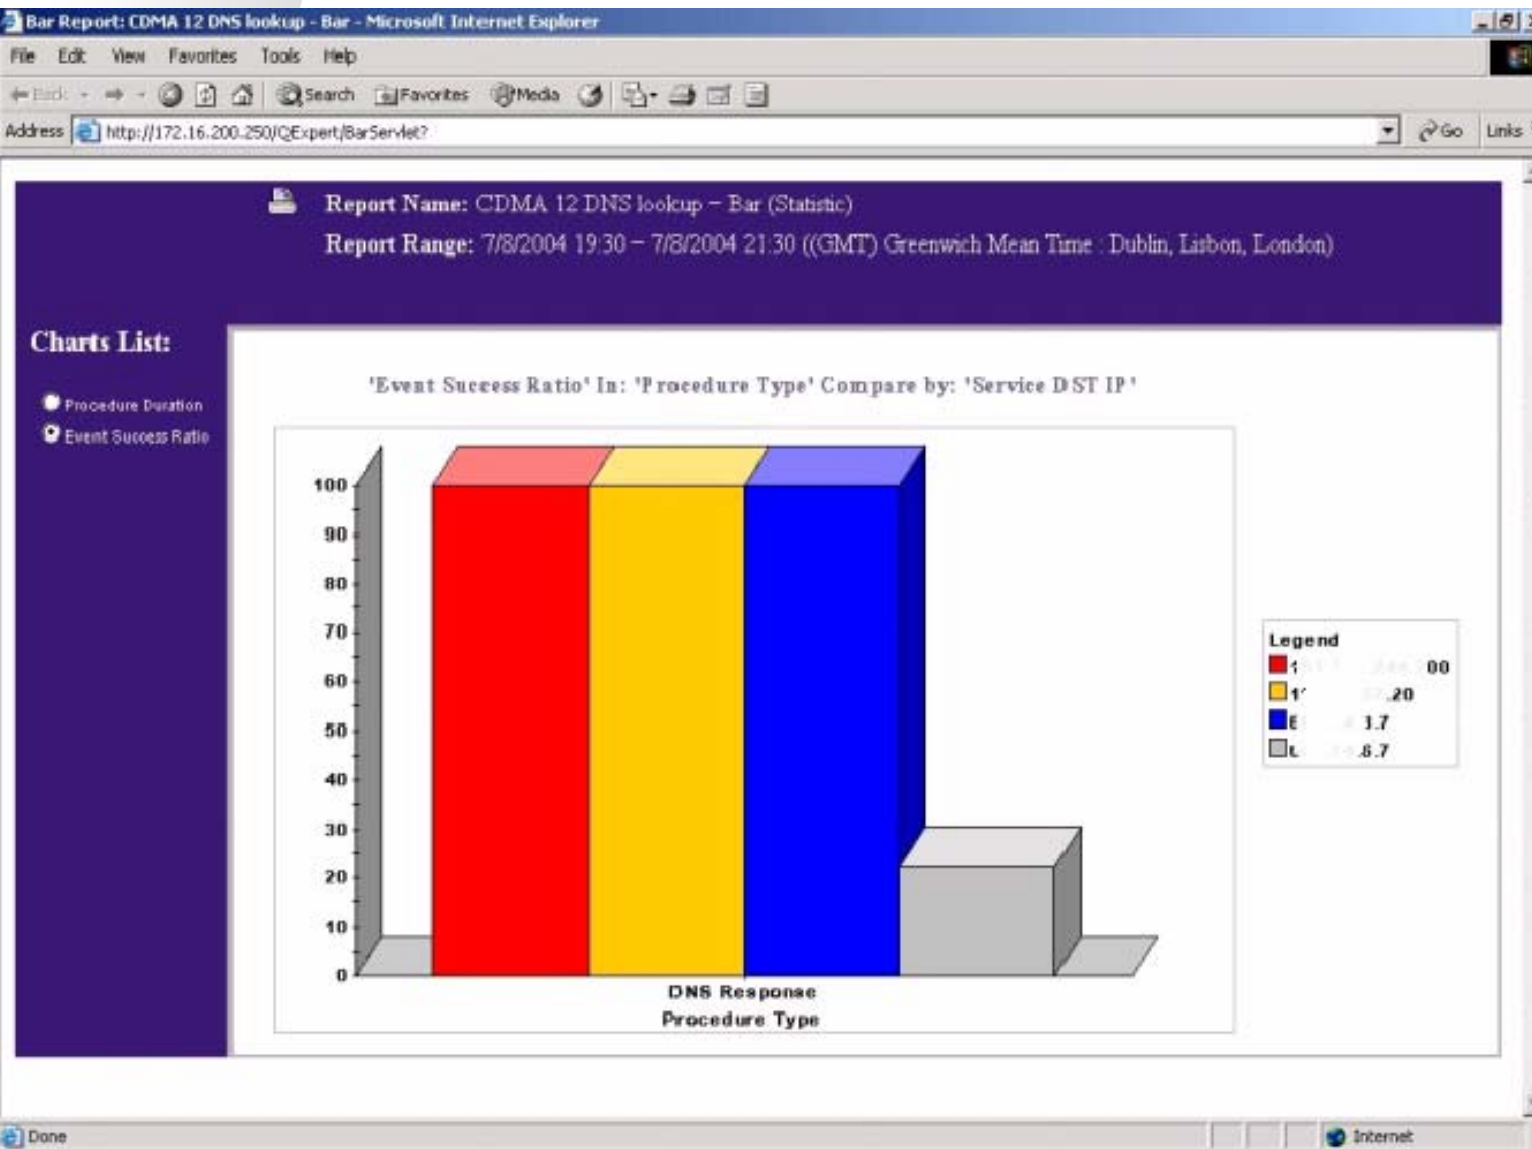 Bar Report: CDMA 12 DNS lookup - Bar - Microsoft Internet Explorer
File Edit View Favorites Tools Help
Back Search Favorites Media
Address http://172.16.200.250/QExpert/BarServlet? Go Links
Report Name: CDMA 12 DNS lookup - Bar (Statistic)
Report Range: 7/8/2004 19:30 - 7/8/2004 21:30 ((GMT) Greenwich Mean Time : Dublin, Lisbon, London)
Charts List:
Procedure Duration
Event Success Ratio
'Event Success Ratio' In: 'Procedure Type' Compare by: 'Service DST IP'
100
90
80
70
60
50
40
30
20
10
0
DNS Response
Procedure Type
Legend
00
.20
.7
.6.7
Done Internet